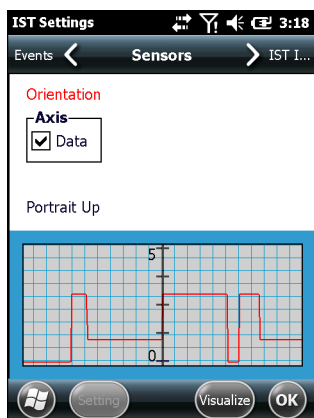 IST Settings 3:18
Events Sensors IST I...
Orientation
Axis
Data
Portrait Up
5
0
Setting Visualize OK